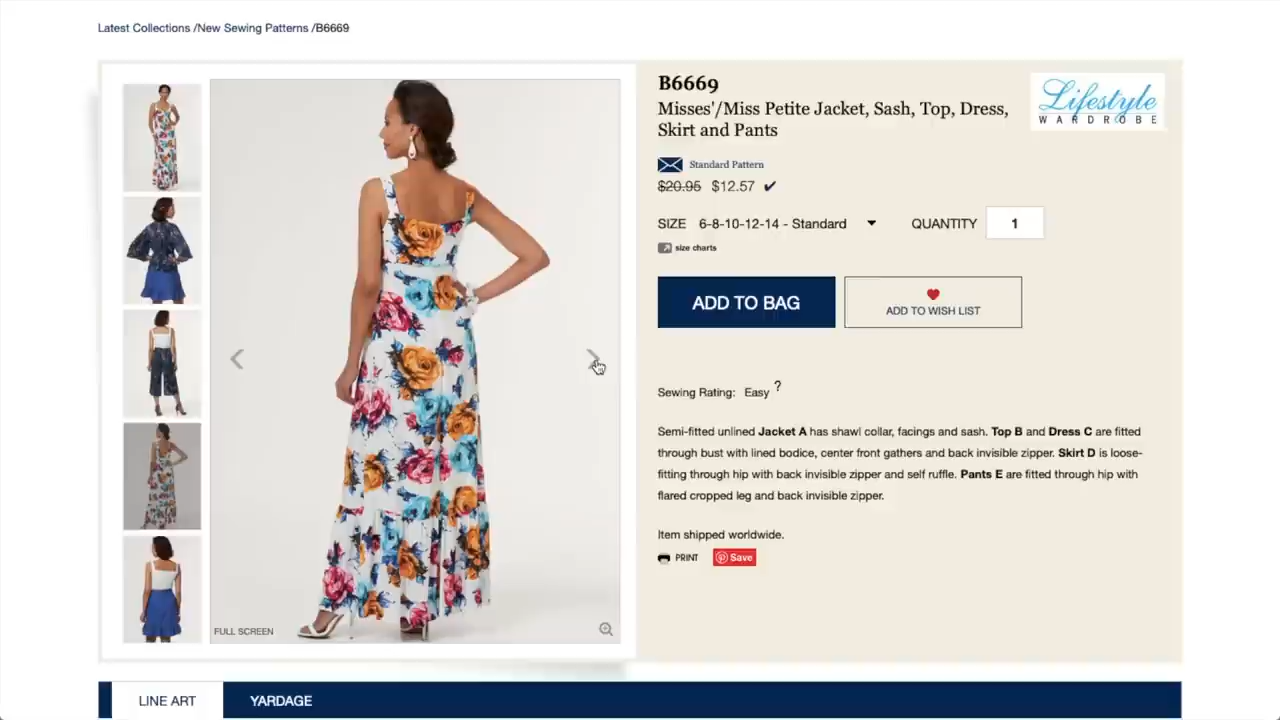 Latest Collections /New Sewing Patterns /B6669
B6669
Misses'/Miss Petite Jacket, Sash, Top, Dress,
Skirt and Pants
Lifestyle
WARDROBE
Standard Pattern
$20.95 $12.57 ✔
SIZE 6-8-10-12-14 - Standard QUANTITY 1
size charts
ADD TO BAG
ADD TO WISH LIST
Sewing Rating: Easy ?
Semi-fitted unlined Jacket A has shawl collar, facings and sash. Top B and Dress C are fitted
through bust with lined bodice, center front gathers and back invisible zipper. Skirt D is loose-
fitting through hip with back invisible zipper and self ruffle. Pants E are fitted through hip with
flared cropped leg and back invisible zipper.
Item shipped worldwide.
PRINT Save
FULL SCREEN
LINE ART YARDAGE